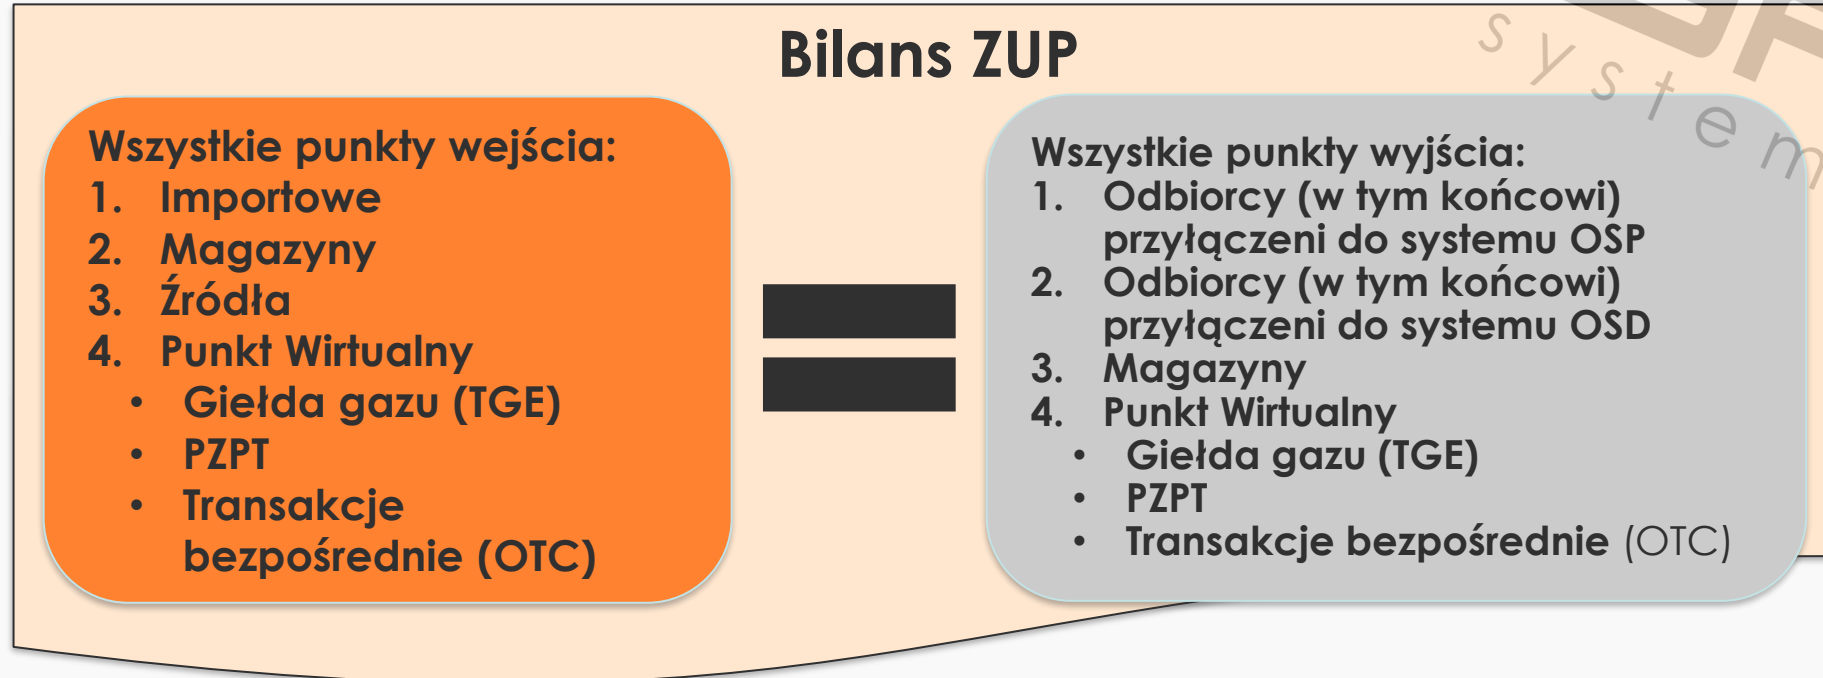 Bilans ZUP
Wszystkie punkty wejścia:
1. Importowe
2. Magazyny
3. Źródła
4. Punkt Wirtualny
• Giełda gazu (TGE)
• PZPT
• Transakcje
bezpośrednie (OTC)
Wszystkie punkty wyjścia:
1. Odbiorcy (w tym końcowi)
przyłączeni do systemu OSP
2. Odbiorcy (w tym końcowi)
przyłączeni do systemu OSD
3. Magazyny
4. Punkt Wirtualny
• Giełda gazu (TGE)
• PZPT
• Transakcje bezpośrednie (OTC)
system